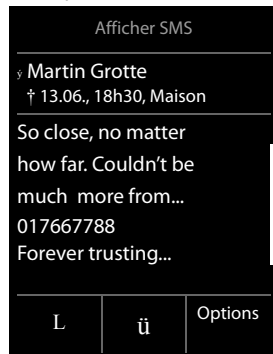 Afficher SMS
ÿ Martin Grotte
† 13.06., 18h30, Maison
So close, no matter
how far. Couldn't be
much more from...
017667788
Forever trusting...
L ü Options